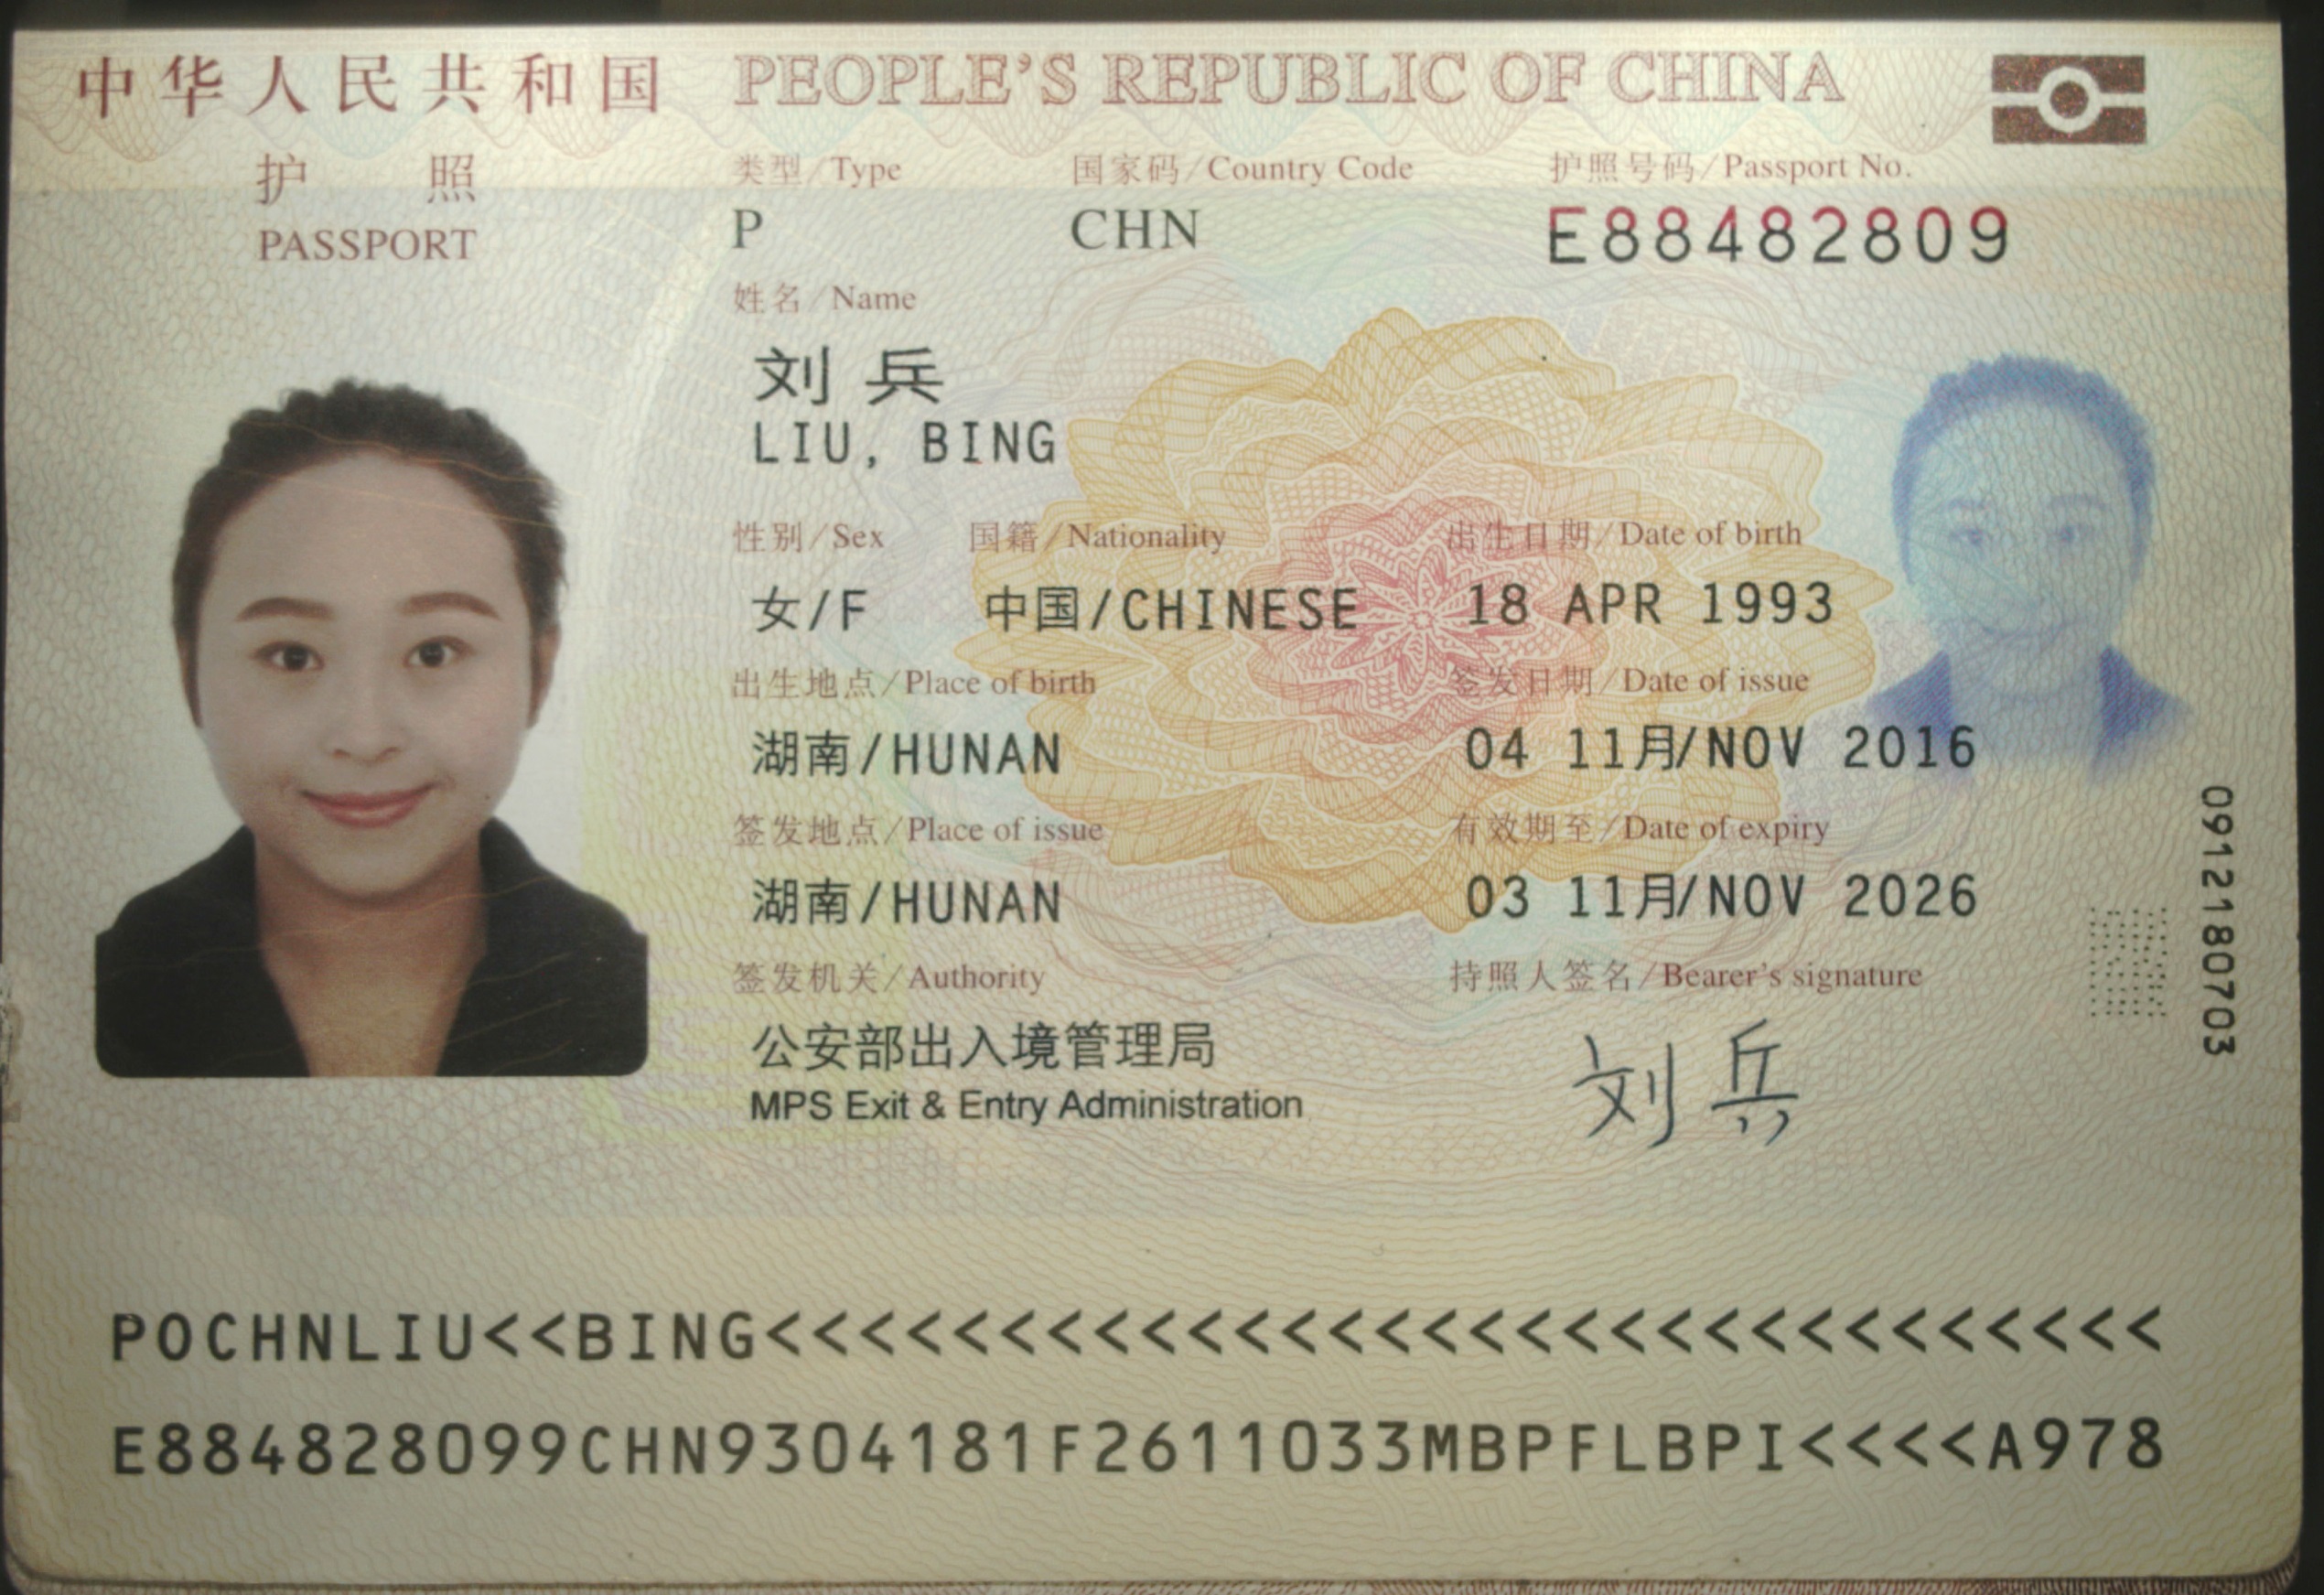 中华人民共和国 PEOPLE'S REPUBLIC OF CHINA
护照 类型/Type 国家码/Country Code 护照号码/Passport No.
PASSPORT P CHN E88482809
姓名/Name
刘兵
LIU, BING
性别/Sex 国籍/Nationality 出生日期/Date of birth
女/F 中国/CHINESE 18 APR 1993
出生地点/Place of birth 签发日期/Date of issue
湖南/HUNAN 04 11月/NOV 2016
签发地点/Place of issue 有效期至/Date of expiry
湖南/HUNAN 03 11月/NOV 2026
签发机关/Authority 持照人签名/Bearer's signature
公安部出入境管理局 刘兵
MPS Exit & Entry Administration
0912180703
POCHNLIU<<BING<<<<<<<<<<<<<<<<<<<<<<<<<<<<<<
E884828099CHN9304181F2611033MBPFLBPI<<<<A978